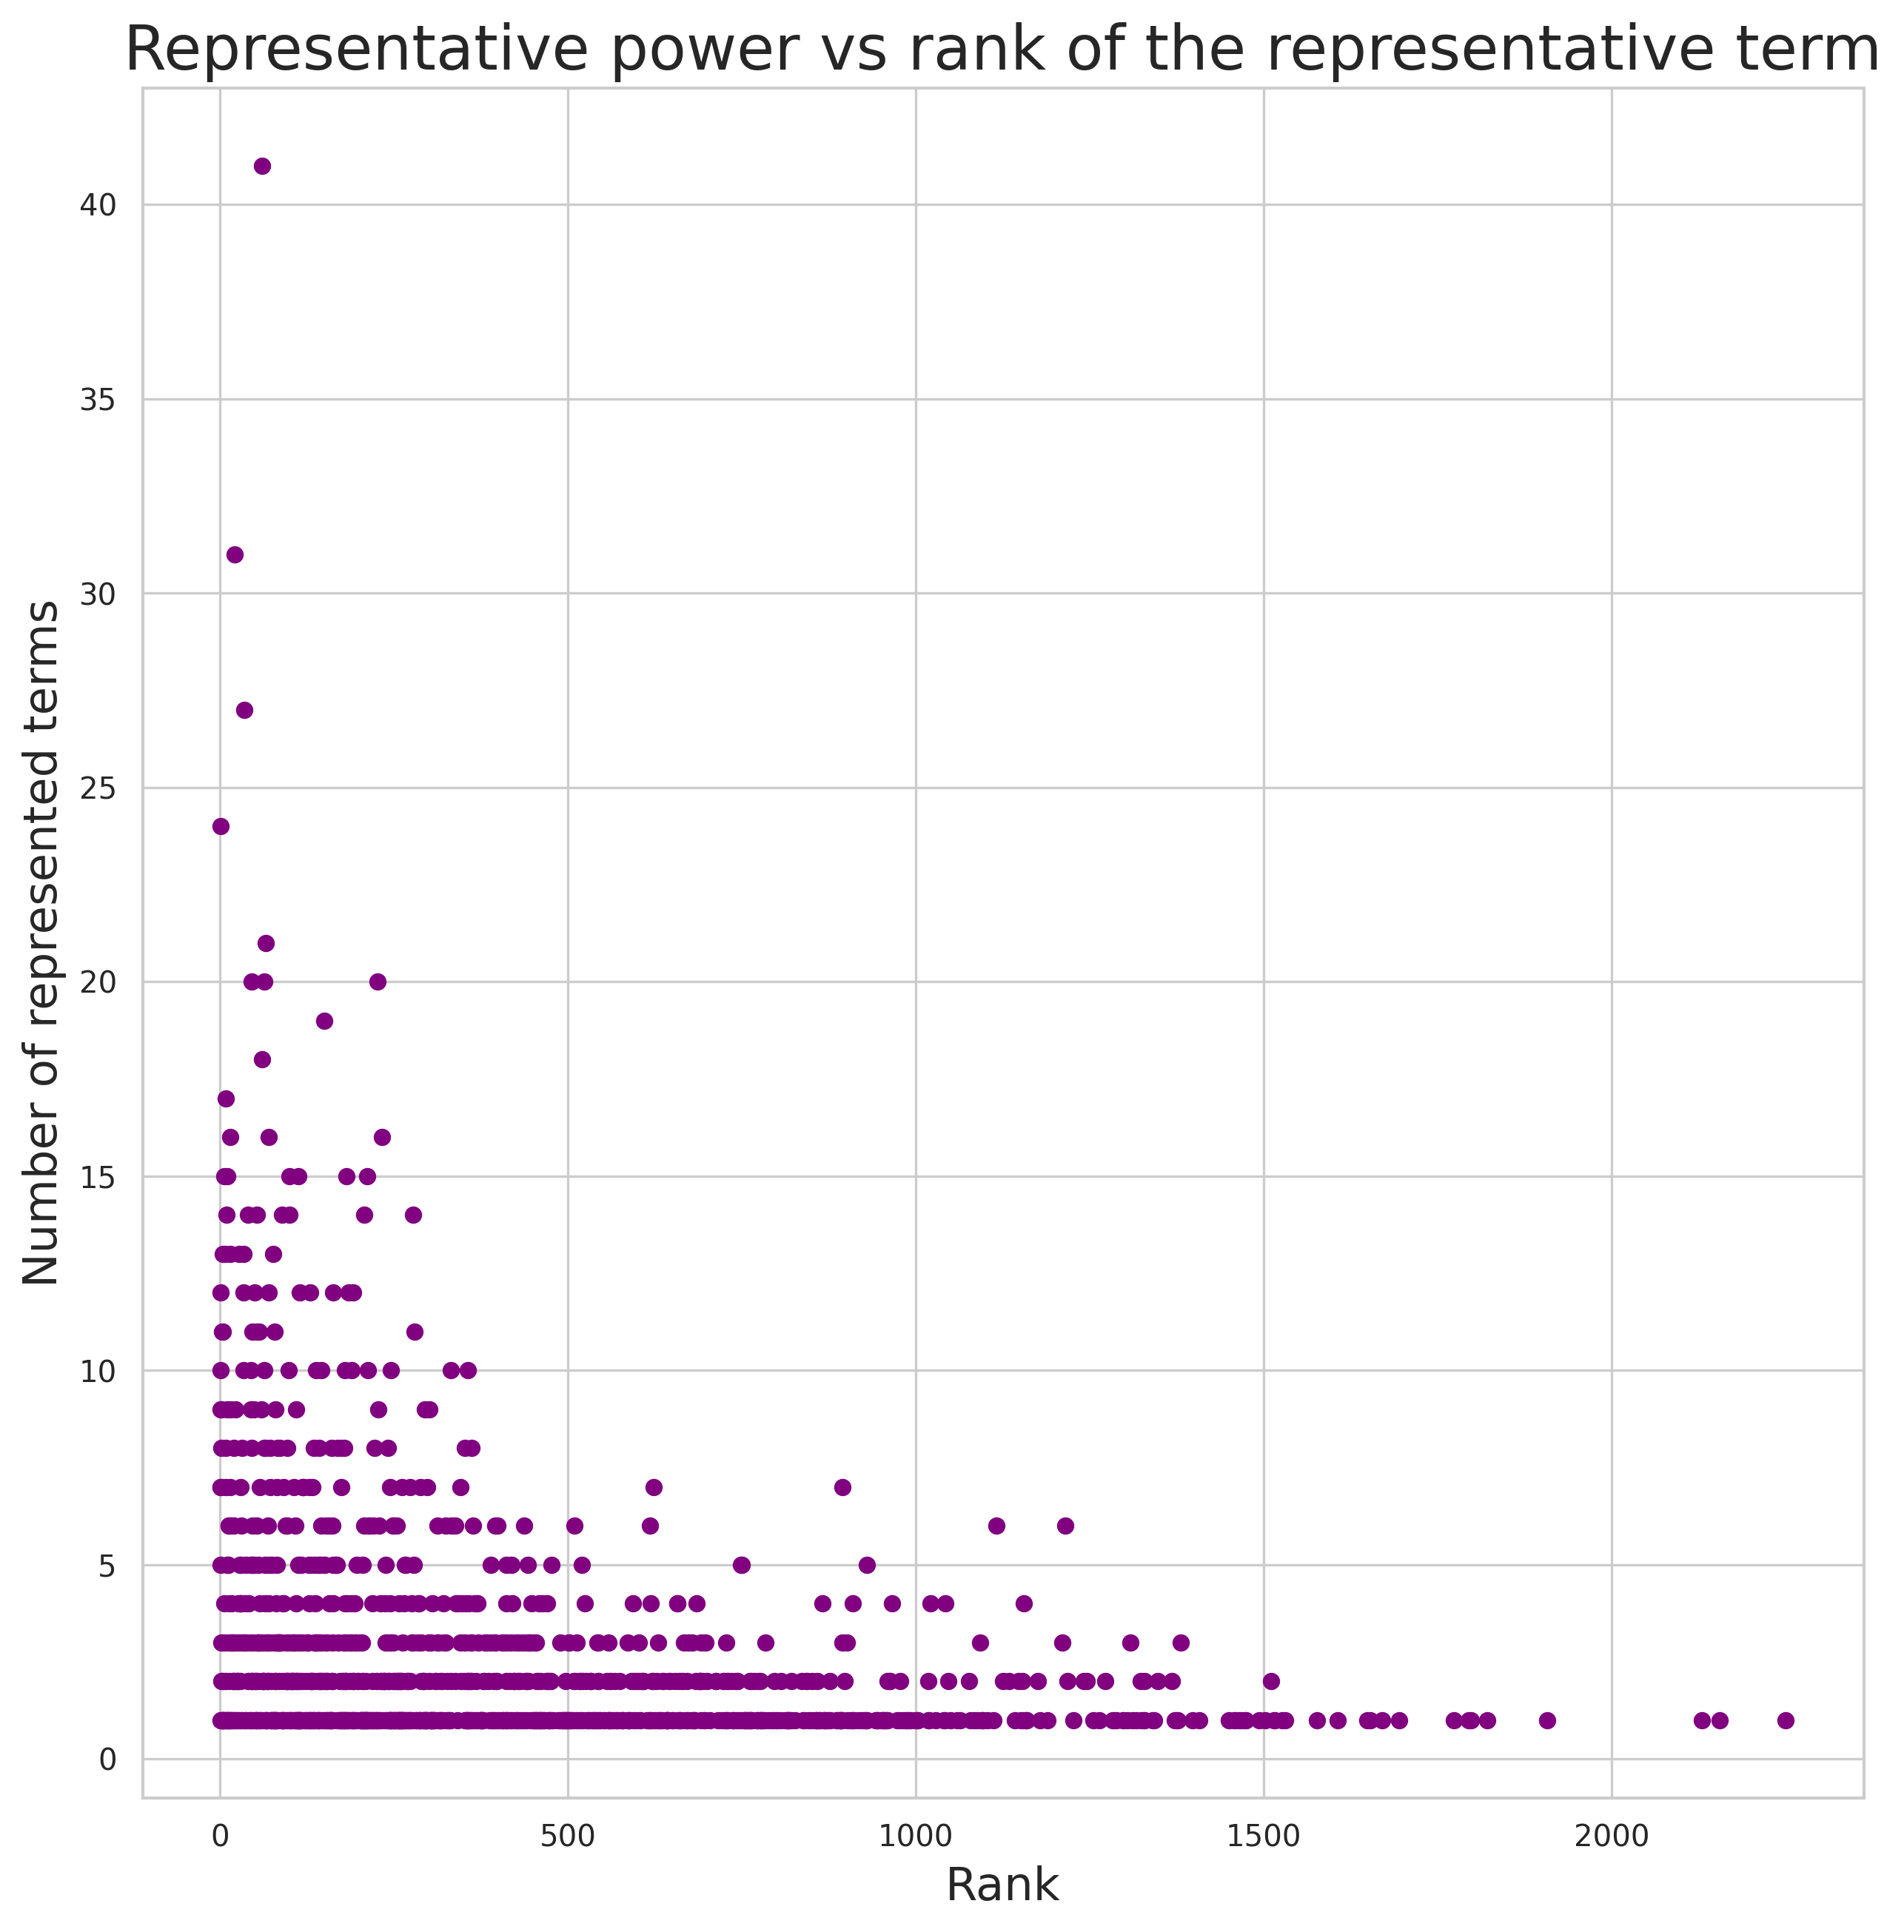 Representative power vs rank of the representative term
Number of represented terms
40
35
30
25
20
15
10
5
0
0 500 1000 1500 2000
Rank